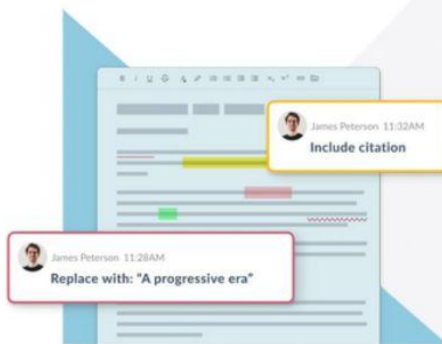 James Peterson 11:32AM
Include citation
James Peterson 11:28AM
Replace with: "A progressive era"